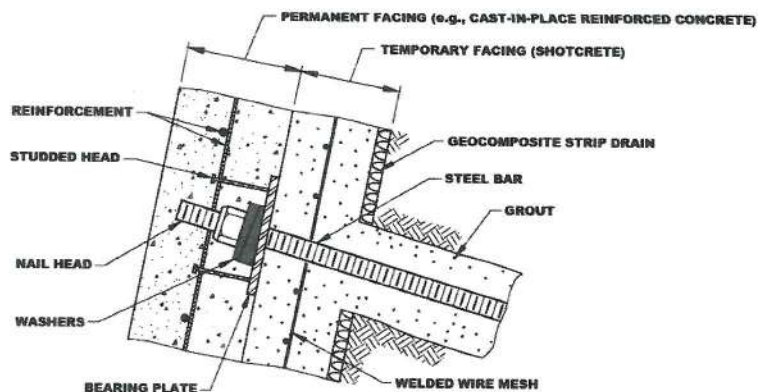 PERMANENT FACING (e.g., CAST-IN-PLACE REINFORCED CONCRETE)
TEMPORARY FACING (SHOTCRETE)
REINFORCEMENT
GEOCOMPOSITE STRIP DRAIN
STUDDED HEAD
STEEL BAR
GROUT
NAIL HEAD
WASHERS
BEARING PLATE
WELDED WIRE MESH